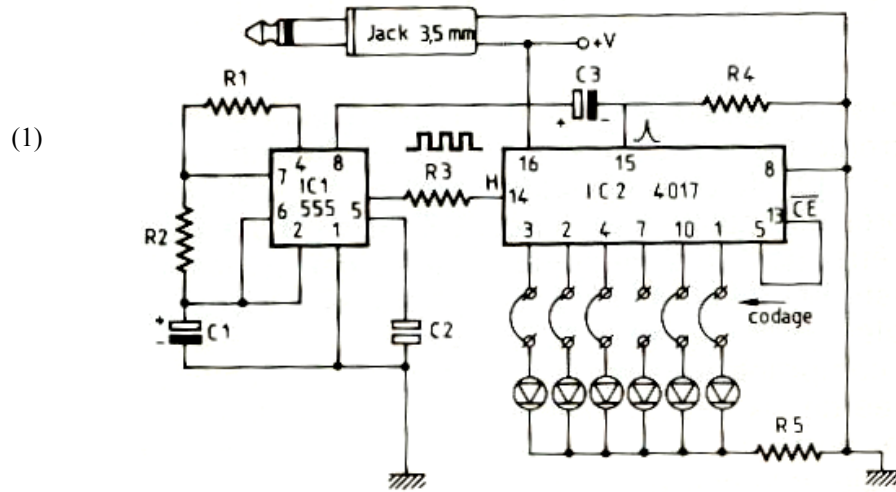 Jack 3,5 mm
+V
C3
R1
R4
(1)
+ -
4 8
16 15
7
IC1
R3
H
8
6 555 5
14
IC2 4017
13 CE
R2
2 1
3 2 4 7 10 1 5
codage
+
-
C1
C2
R5